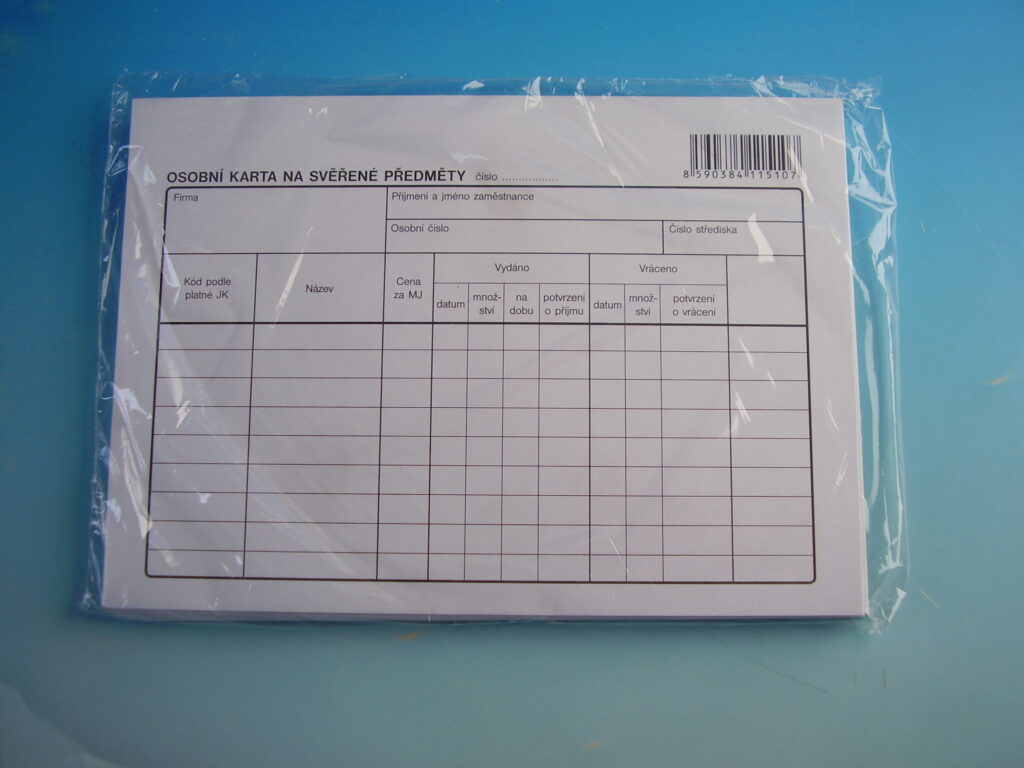 8 590384 115107
OSOBNÍ KARTA NA SVĚŘENÉ PŘEDMĚTY číslo ..................
Firma
Příjmení a jméno zaměstnance
Osobní číslo
Číslo střediska
Kód podle
platné JK
Název
Cena
za MJ
Vydáno
Vráceno
datum
množ-
ství
na
dobu
potvrzení
o příjmu
datum
množ-
ství
potvrzení
o vrácení